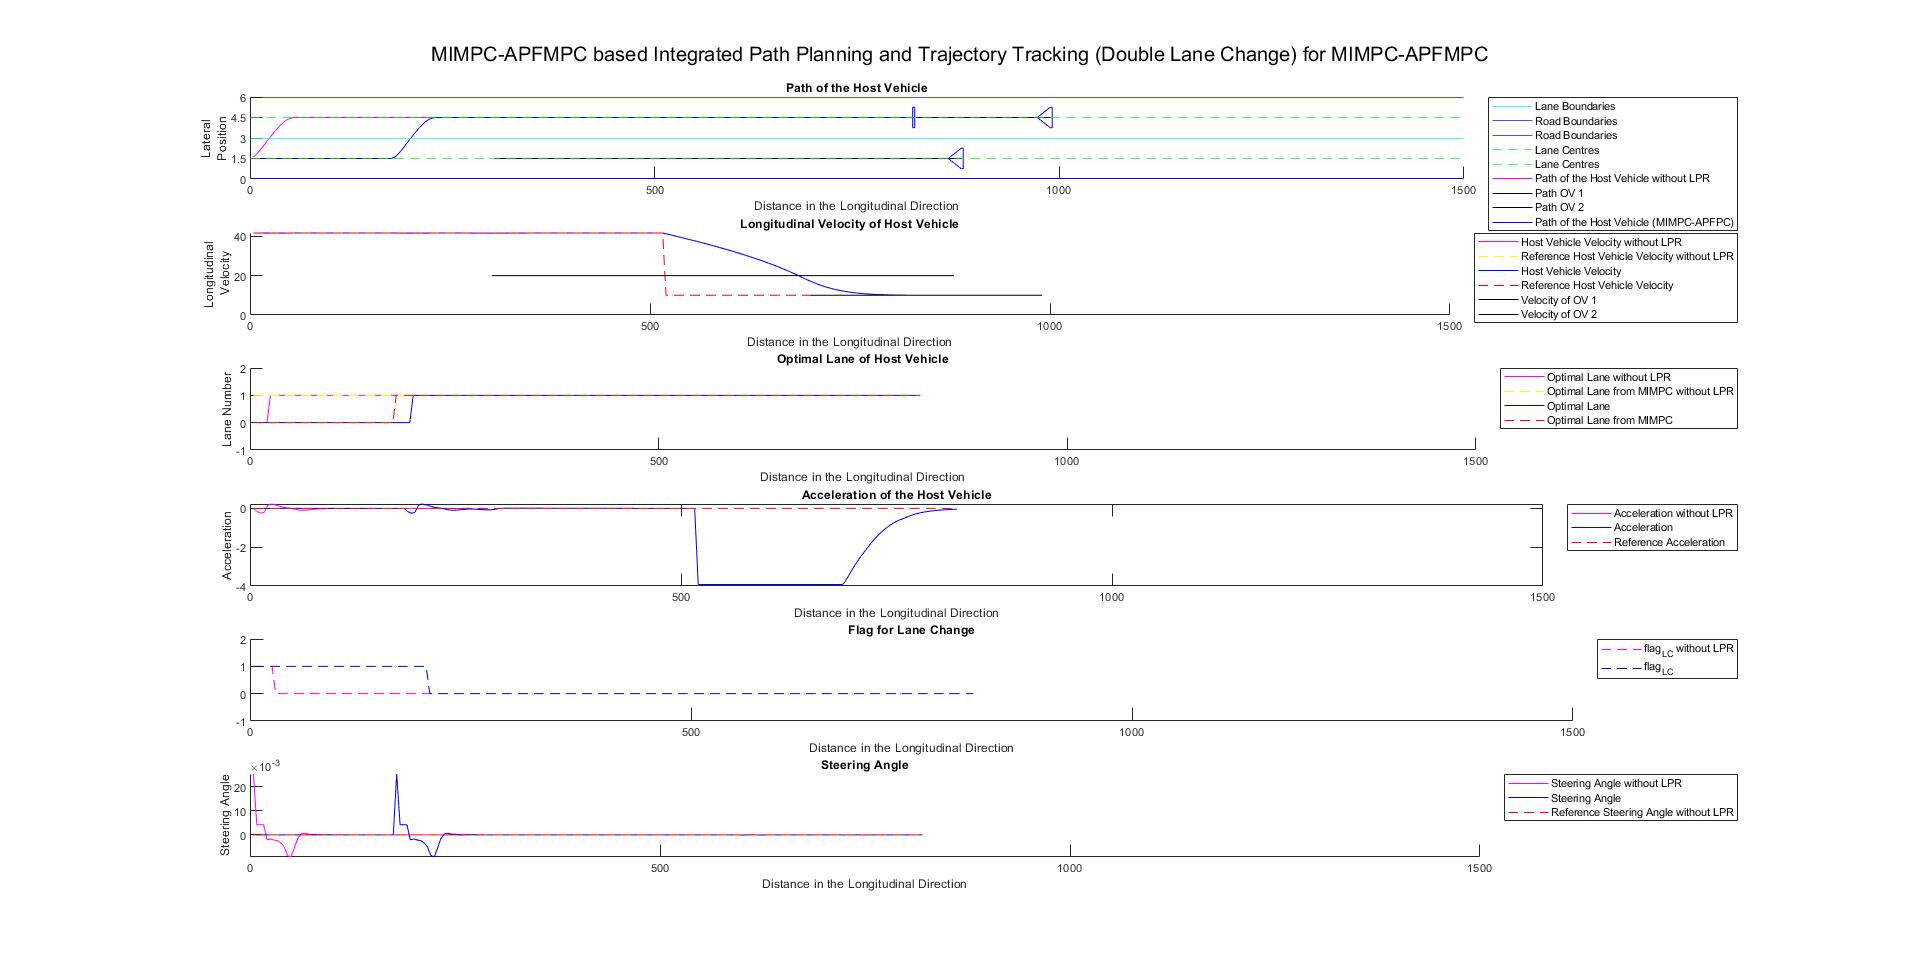 MIMPC-APFMPC based Integrated Path Planning and Trajectory Tracking (Double Lane Change) for MIMPC-APFMPC
Path of the Host Vehicle
Lateral
Position
6
4.5
3
1.5
0
0
500
1000
1500
Distance in the Longitudinal Direction
Lane Boundaries
Road Boundaries
Road Boundaries
Lane Centres
Lane Centres
Path of the Host Vehicle without LPR
Path OV 1
Path OV 2
Path of the Host Vehicle (MIMPC-APFPC)
Longitudinal Velocity of Host Vehicle
Longitudinal
Velocity
40
20
0
0
500
1000
1500
Distance in the Longitudinal Direction
Host Vehicle Velocity without LPR
Reference Host Vehicle Velocity without LPR
Host Vehicle Velocity
Reference Host Vehicle Velocity
Velocity of OV 1
Velocity of OV 2
Optimal Lane of Host Vehicle
Lane Number
2
1
0
-1
0
500
1000
1500
Distance in the Longitudinal Direction
Optimal Lane without LPR
Optimal Lane from MIMPC without LPR
Optimal Lane
Optimal Lane from MIMPC
Acceleration of the Host Vehicle
Acceleration
0
-2
-4
0
500
1000
1500
Distance in the Longitudinal Direction
Acceleration without LPR
Acceleration
Reference Acceleration
Flag for Lane Change
2
1
0
-1
0
500
1000
1500
Distance in the Longitudinal Direction
flag_LC without LPR
flag_LC
Steering Angle
×10^-3
Steering Angle
20
10
0
0
500
1000
1500
Distance in the Longitudinal Direction
Steering Angle without LPR
Steering Angle
Reference Steering Angle without LPR